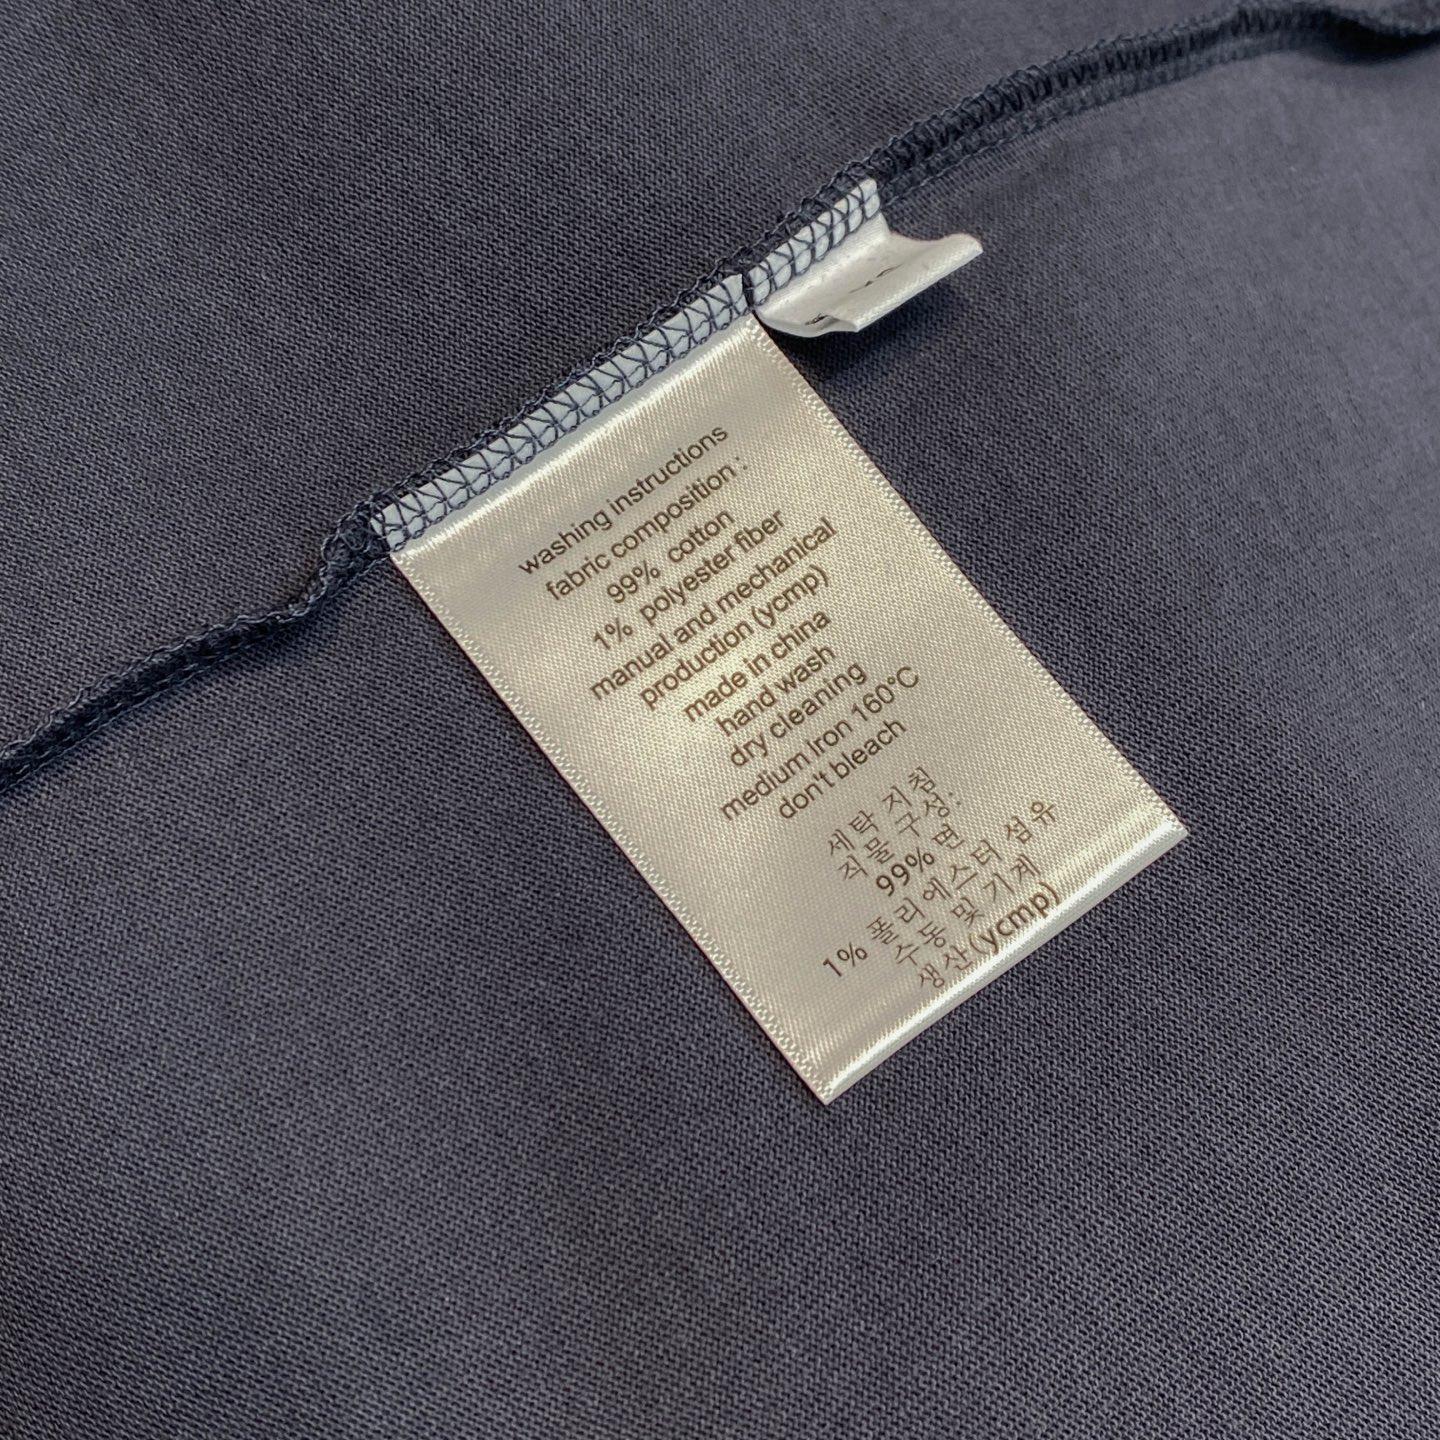 washing instructions
fabric composition :
99% cotton
1% polyester fiber
manual and mechanical
production (ycmp)
made in china
hand wash
dry cleaning
medium iron 160°C
don't bleach
세탁 지침
직물 구성:
99% 면
1% 폴리에스터 섬유
수동 및 기계
생산(ycmp)